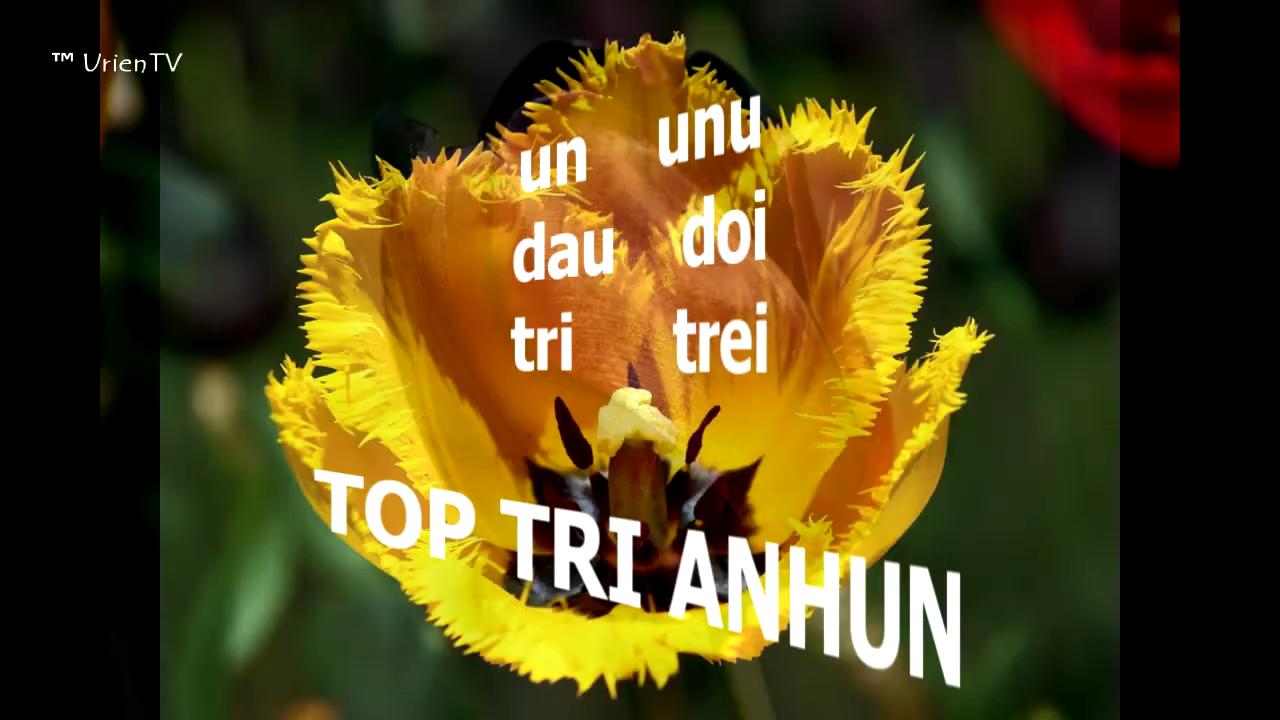 ™ UrienTV
un unu
dau doi
tri trei
TOP TRI ANHUN